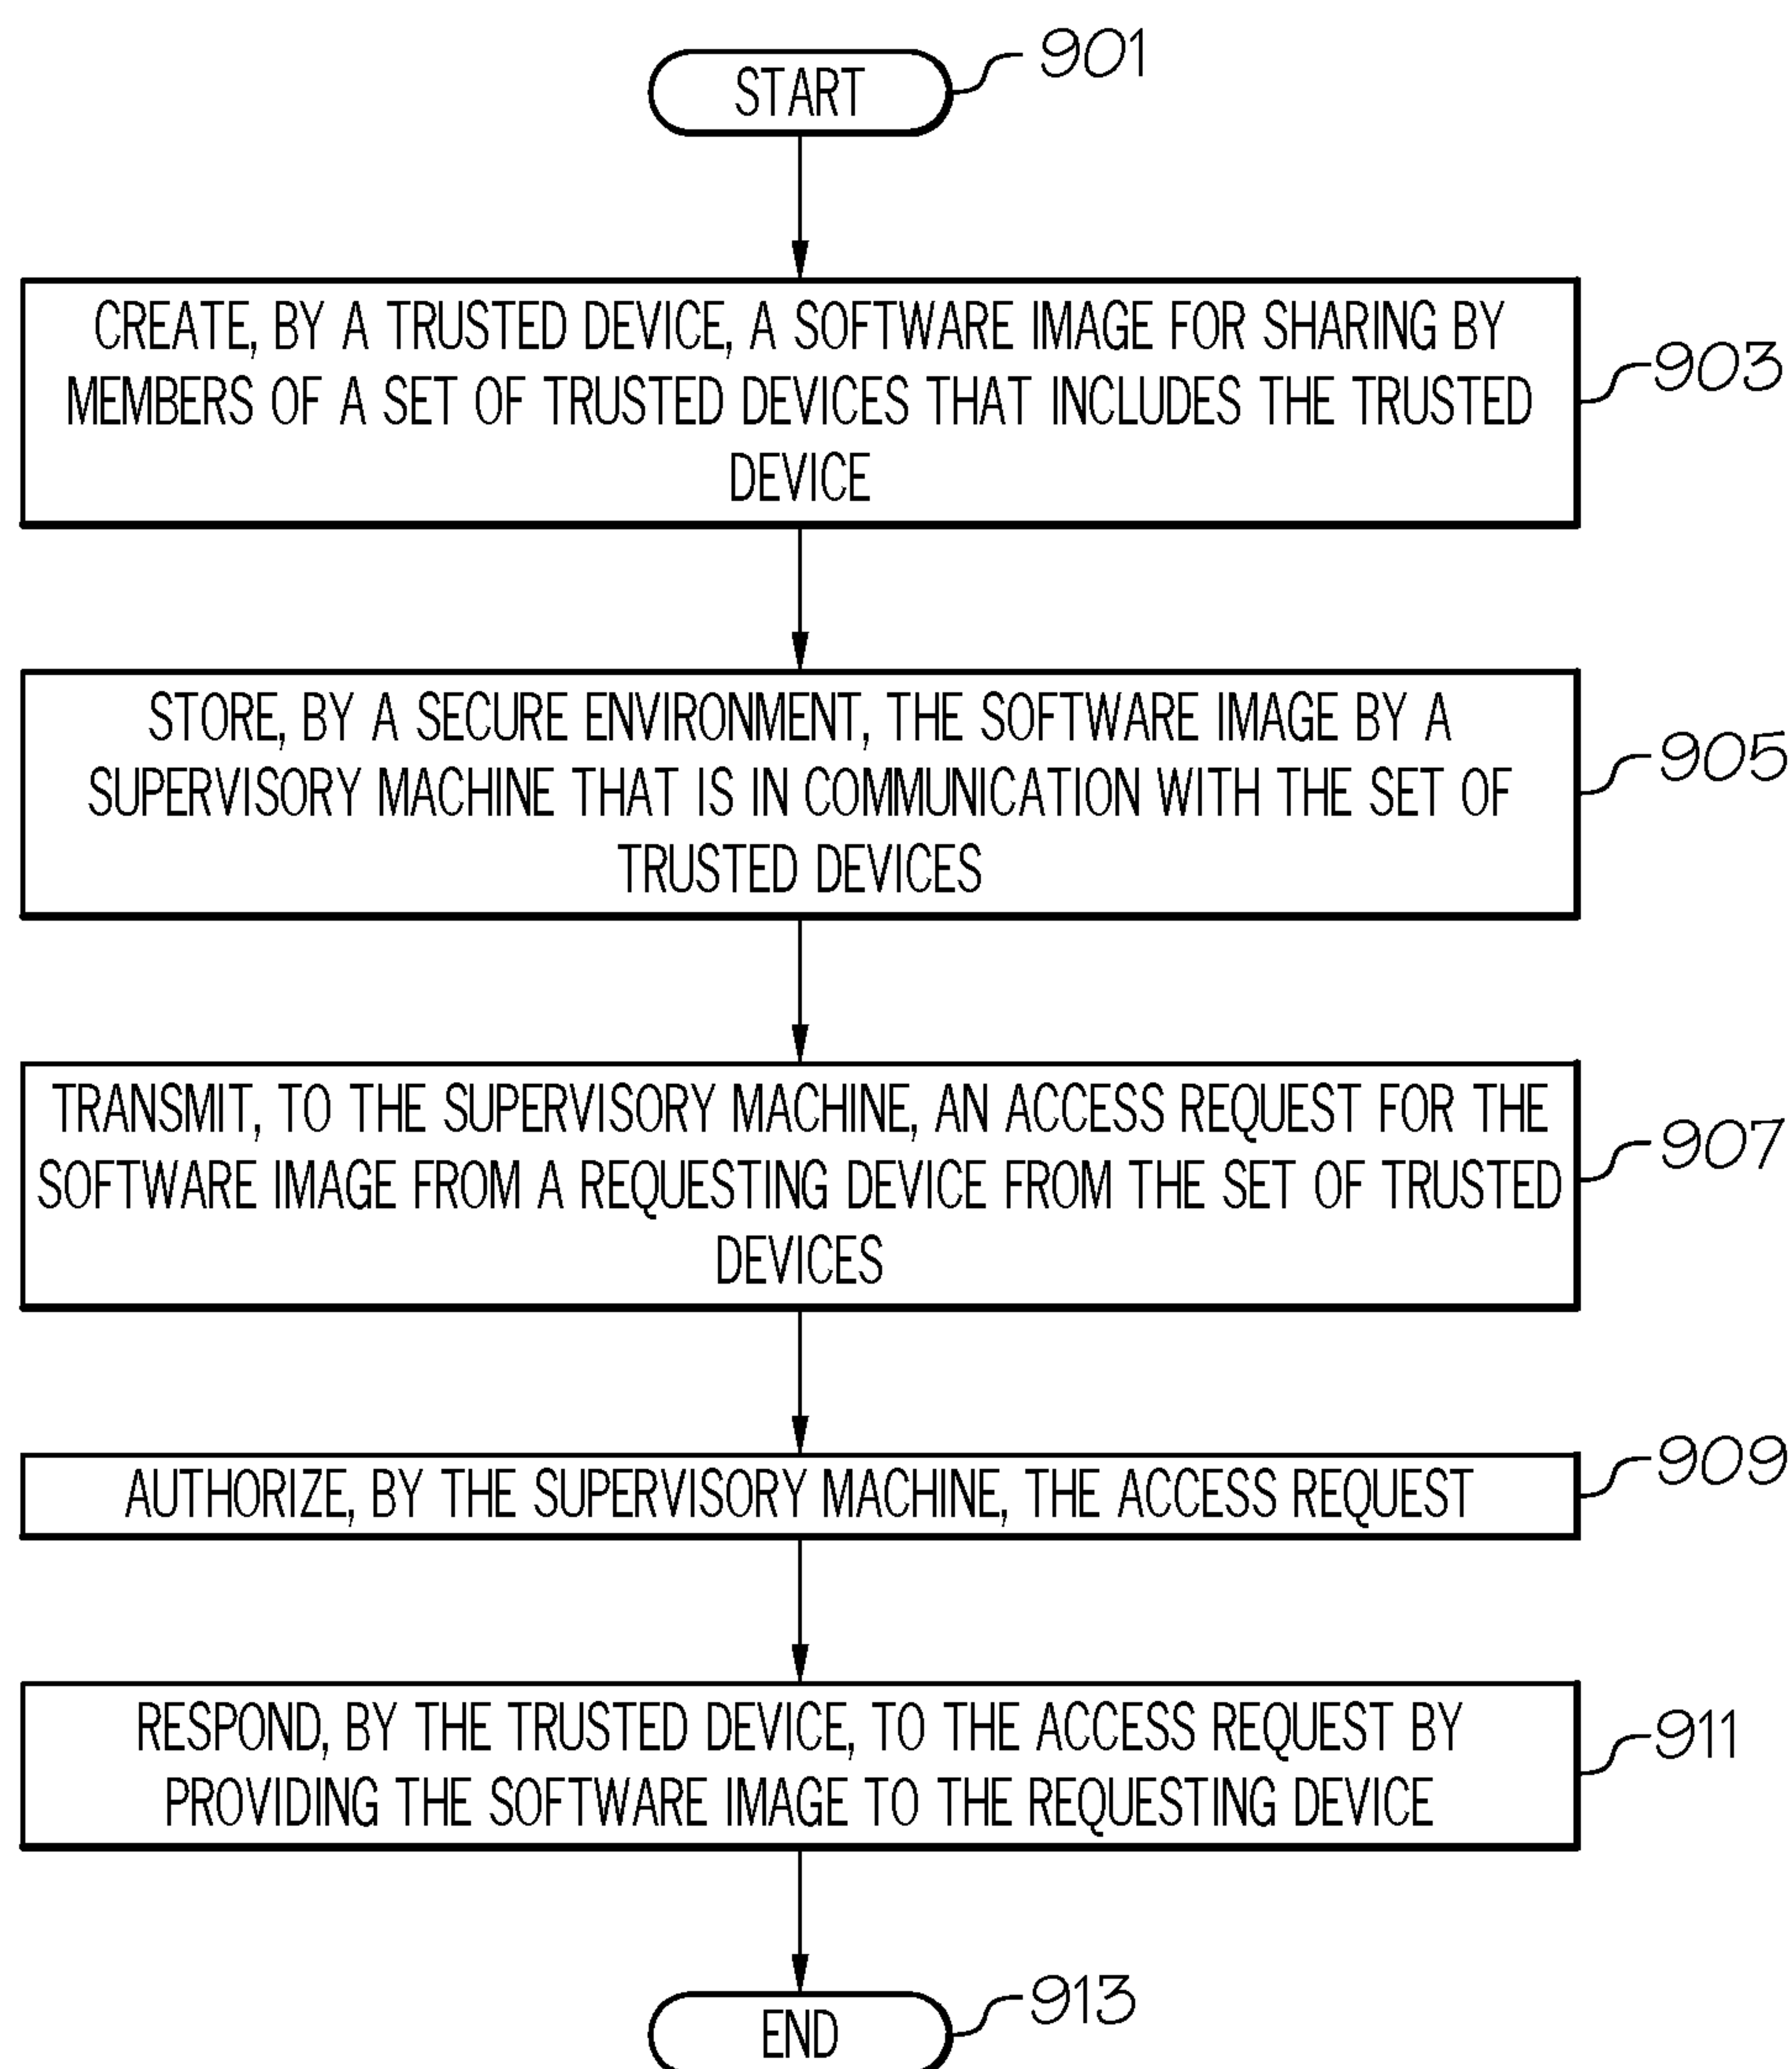 START
901
CREATE, BY A TRUSTED DEVICE, A SOFTWARE IMAGE FOR SHARING BY
MEMBERS OF A SET OF TRUSTED DEVICES THAT INCLUDES THE TRUSTED
DEVICE
903
STORE, BY A SECURE ENVIRONMENT, THE SOFTWARE IMAGE BY A
SUPERVISORY MACHINE THAT IS IN COMMUNICATION WITH THE SET OF
TRUSTED DEVICES
905
TRANSMIT, TO THE SUPERVISORY MACHINE, AN ACCESS REQUEST FOR THE
SOFTWARE IMAGE FROM A REQUESTING DEVICE FROM THE SET OF TRUSTED
DEVICES
907
AUTHORIZE, BY THE SUPERVISORY MACHINE, THE ACCESS REQUEST
909
RESPOND, BY THE TRUSTED DEVICE, TO THE ACCESS REQUEST BY
PROVIDING THE SOFTWARE IMAGE TO THE REQUESTING DEVICE
911
END
913